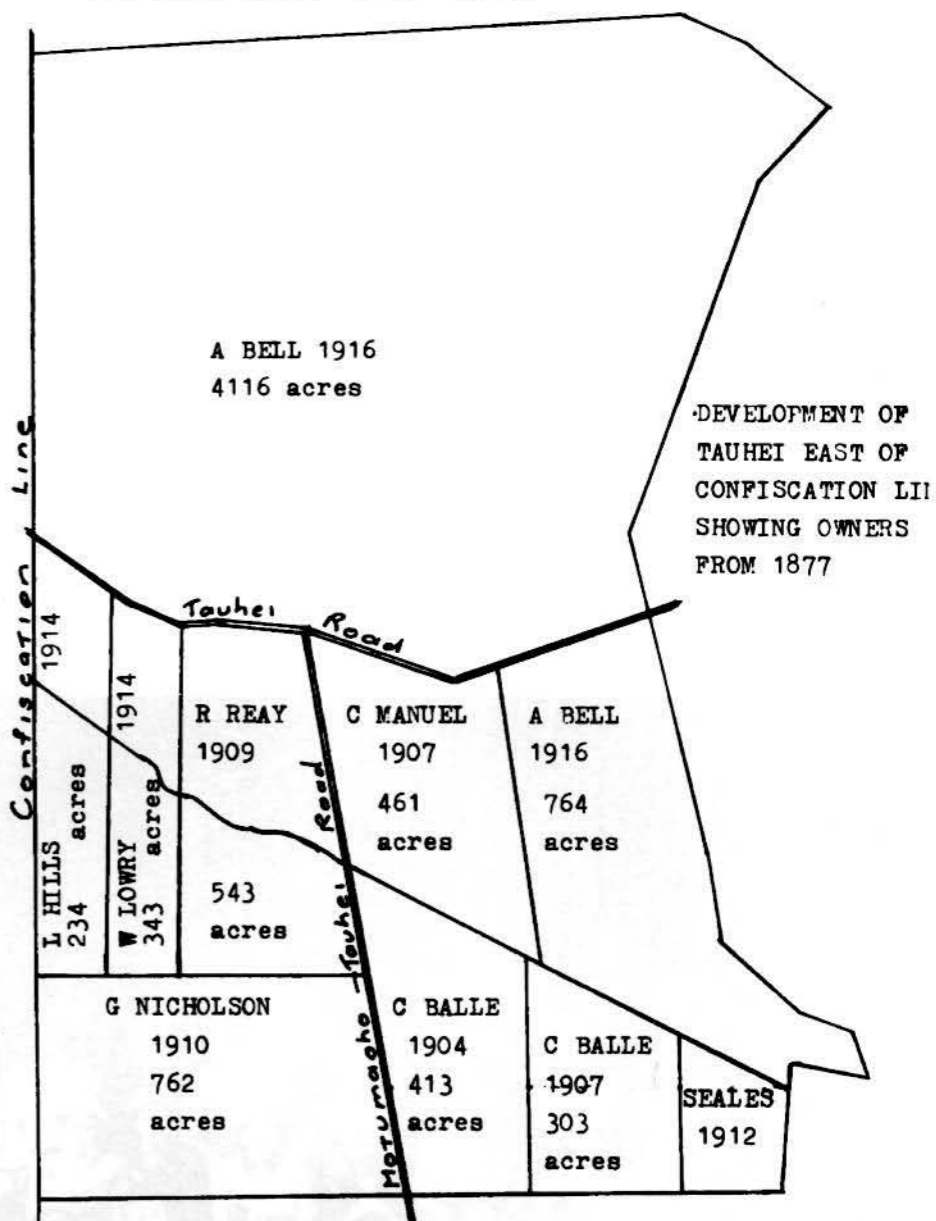 A BELL 1916
4116 acres
DEVELOPMENT OF
TAUHEI EAST OF
CONFISCATION LI
SHOWING OWNERS
FROM 1877
Confiscation Line
Tauhei Road
1914
L HILLS
234 acres
1914
W LOWRY
343 acres
R REAY
1909
543
acres
C MANUEL
1907
461
acres
A BELL
1916
764
acres
Motumaoho-Tauhei Road
G NICHOLSON
1910
762
acres
C BALLE
1904
413
acres
C BALLE
1907
303
acres
SEALES
1912